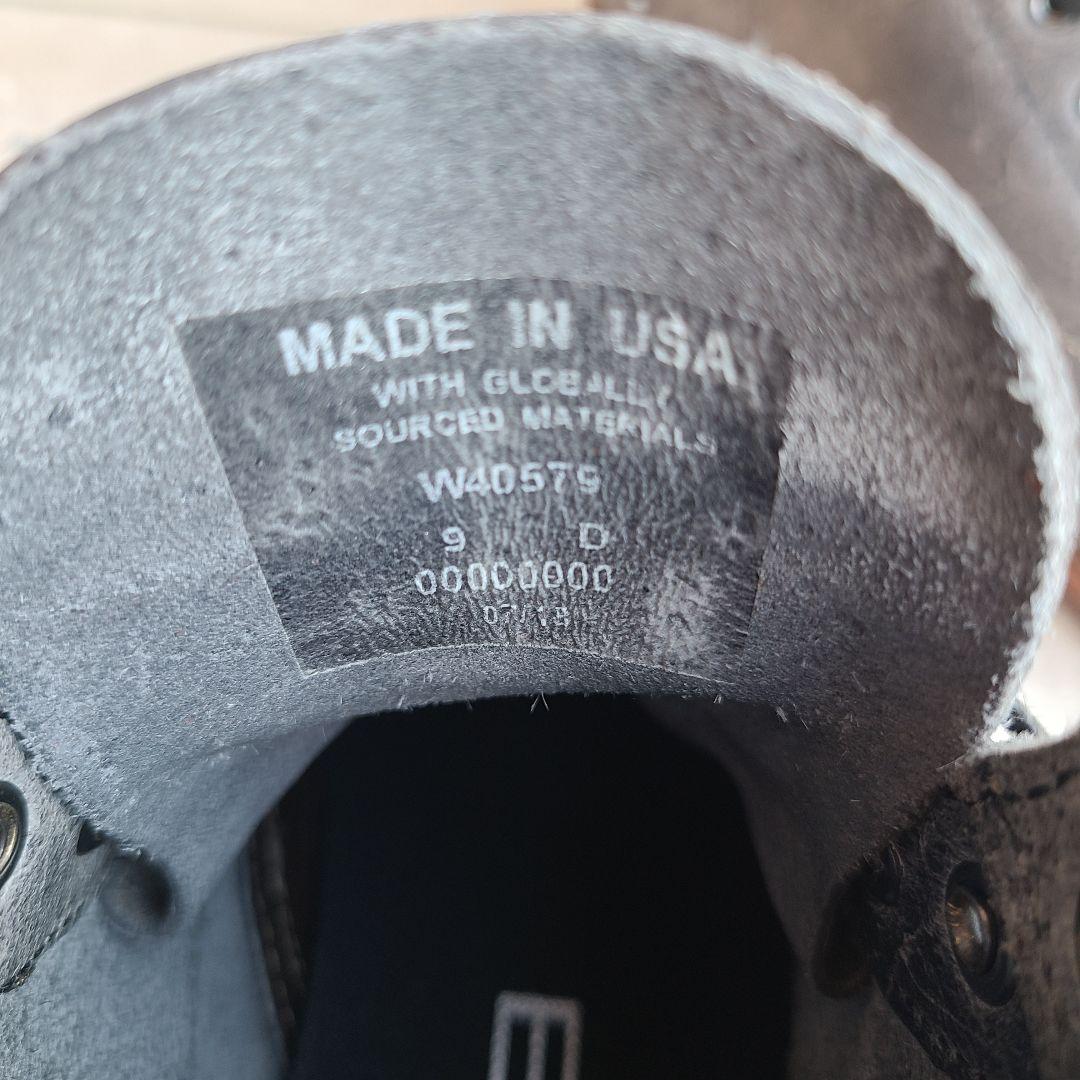 MADE IN USA
WITH GLOBALLY
SOURCED MATERIALS
W40579
9 D
00000000